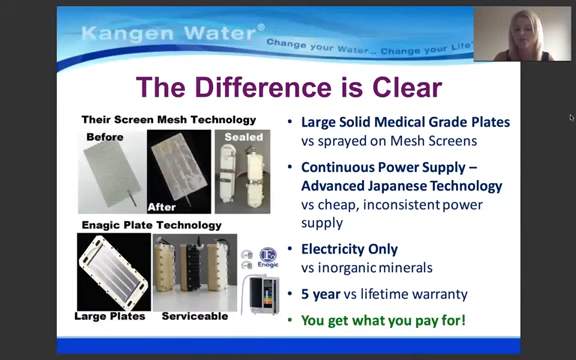 Kangen Water®
Change your Water... Change your Life
The Difference is Clear
Their Screen Mesh Technology
Before
After
Sealed
Enagic Plate Technology
Large Plates
Serviceable
Enagic
• Large Solid Medical Grade Plates
vs sprayed on Mesh Screens
• Continuous Power Supply –
Advanced Japanese Technology
vs cheap, inconsistent power
supply
• Electricity Only
vs inorganic minerals
• 5 year vs lifetime warranty
• You get what you pay for!